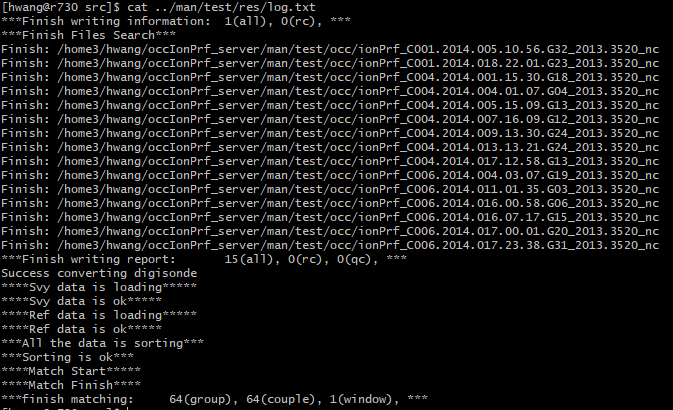 [hwang@r730 src]$ cat ../man/test/res/log.txt
***Finish writing information:  1(all), 0(rc), ***
***Finish Files Search***
Finish: /home3/hwang/occIonPrf_server/man/test/occ/ionPrf_C001.2014.005.10.56.G32_2013.3520_nc
Finish: /home3/hwang/occIonPrf_server/man/test/occ/ionPrf_C001.2014.018.22.01.G23_2013.3520_nc
Finish: /home3/hwang/occIonPrf_server/man/test/occ/ionPrf_C004.2014.001.15.30.G18_2013.3520_nc
Finish: /home3/hwang/occIonPrf_server/man/test/occ/ionPrf_C004.2014.004.01.07.G04_2013.3520_nc
Finish: /home3/hwang/occIonPrf_server/man/test/occ/ionPrf_C004.2014.005.15.09.G13_2013.3520_nc
Finish: /home3/hwang/occIonPrf_server/man/test/occ/ionPrf_C004.2014.007.16.09.G12_2013.3520_nc
Finish: /home3/hwang/occIonPrf_server/man/test/occ/ionPrf_C004.2014.009.13.30.G24_2013.3520_nc
Finish: /home3/hwang/occIonPrf_server/man/test/occ/ionPrf_C004.2014.013.13.21.G24_2013.3520_nc
Finish: /home3/hwang/occIonPrf_server/man/test/occ/ionPrf_C004.2014.017.12.58.G13_2013.3520_nc
Finish: /home3/hwang/occIonPrf_server/man/test/occ/ionPrf_C006.2014.004.03.07.G19_2013.3520_nc
Finish: /home3/hwang/occIonPrf_server/man/test/occ/ionPrf_C006.2014.011.01.35.G03_2013.3520_nc
Finish: /home3/hwang/occIonPrf_server/man/test/occ/ionPrf_C006.2014.016.00.58.G06_2013.3520_nc
Finish: /home3/hwang/occIonPrf_server/man/test/occ/ionPrf_C006.2014.016.07.17.G15_2013.3520_nc
Finish: /home3/hwang/occIonPrf_server/man/test/occ/ionPrf_C006.2014.017.00.01.G20_2013.3520_nc
Finish: /home3/hwang/occIonPrf_server/man/test/occ/ionPrf_C006.2014.017.23.38.G31_2013.3520_nc
***Finish writing report:       15(all), 0(rc), 0(qc), ***
Success converting digisonde
****Svy data is loading*****
****Svy data is ok*****
****Ref data is loading*****
****Ref data is ok*****
***All the data is sorting***
***Sorting is ok***
****Match Start*****
****Match Finish****
***finish matching:     64(group), 64(couple), 1(window), ***